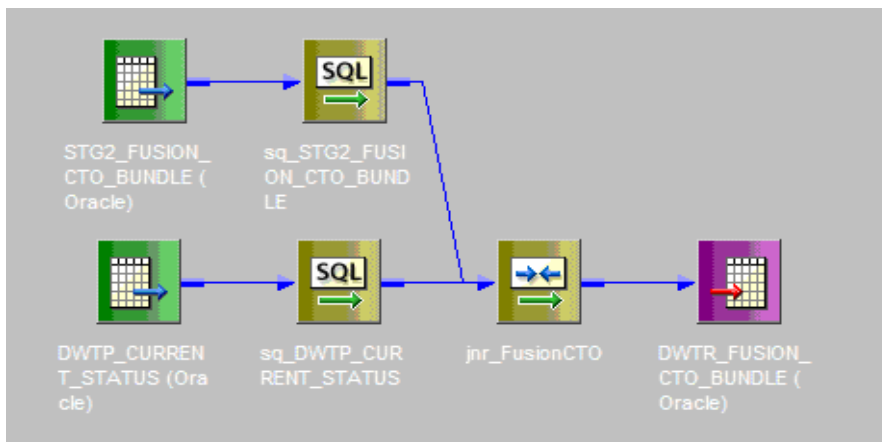 SQL
STG2_FUSION_
CTO_BUNDLE (
Oracle)
sq_STG2_FUSI
ON_CTO_BUND
LE
SQL
DWTP_CURREN
T_STATUS (Ora
cle)
sq_DWTP_CUR
RENT_STATUS
jnr_FusionCTO
DWTR_FUSION_
CTO_BUNDLE (
Oracle)